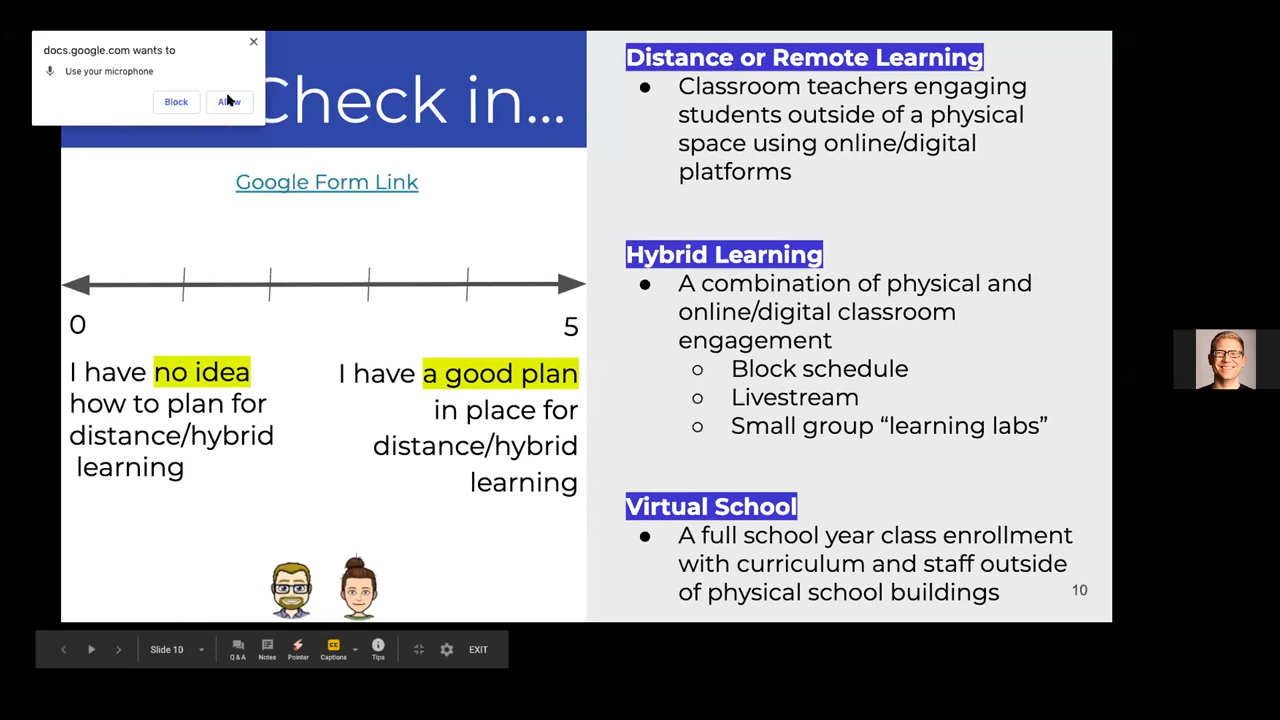 docs.google.com wants to
Use your microphone
Block
Check in...
Google Form Link
0
5
I have no idea
how to plan for
distance/hybrid
learning
I have a good plan
in place for
distance/hybrid
learning
Distance or Remote Learning
● Classroom teachers engaging
students outside of a physical
space using online/digital
platforms
Hybrid Learning
● A combination of physical and
online/digital classroom
engagement
○ Block schedule
○ Livestream
○ Small group “learning labs”
Virtual School
● A full school year class enrollment
with curriculum and staff outside
of physical school buildings
10
Slide 10
Q & A
Notes
Pointer
Captions
Tips
EXIT